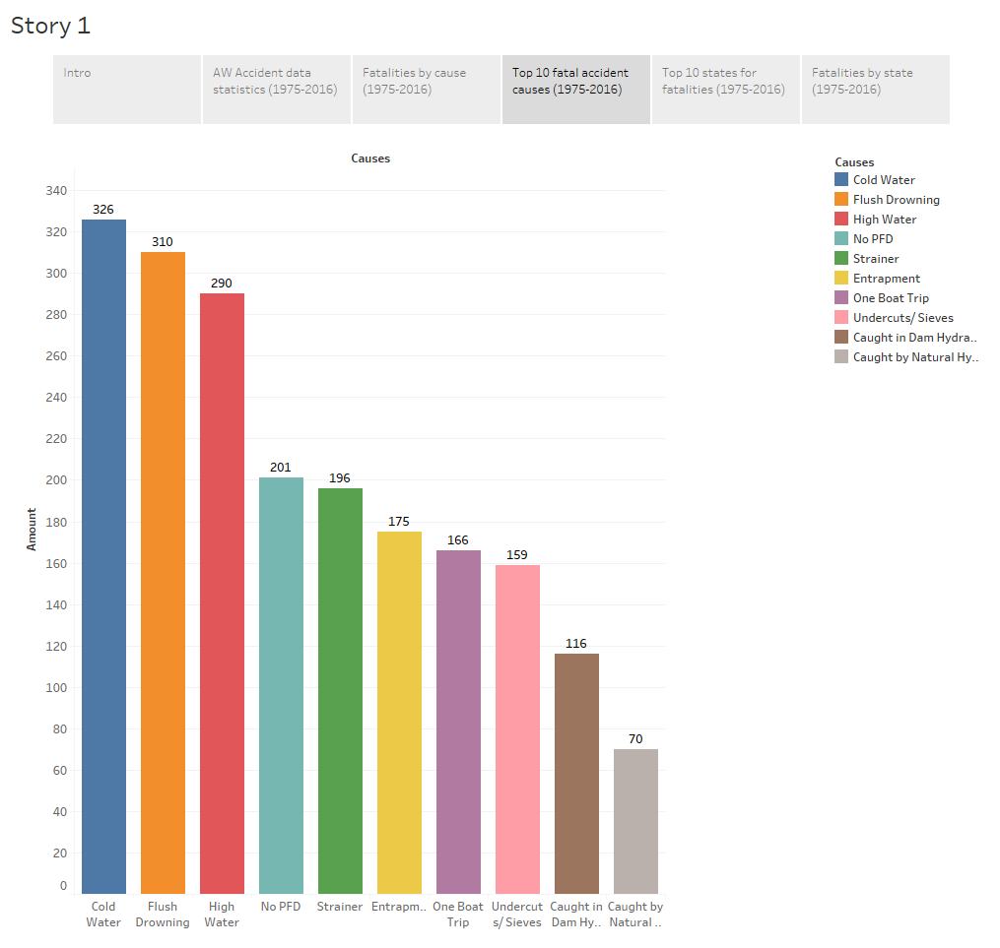 Story 1
Intro
AW Accident data
statistics (1975-2016)
Fatalities by cause
(1975-2016)
Top 10 fatal accident
causes (1975-2016)
Top 10 states for
fatalities (1975-2016)
Fatalities by state
(1975-2016)
Causes
340
320
300
280
260
240
220
200
180
160
140
120
100
80
60
40
20
0
Amount
326
310
290
201
196
175
166
159
116
70
Cold
Water
Flush
Drowning
High
Water
No PFD
Strainer
Entrapm..
One Boat
Trip
Undercut
s/ Sieves
Caught in
Dam Hy..
Caught by
Natural ..
Causes
Cold Water
Flush Drowning
High Water
No PFD
Strainer
Entrapment
One Boat Trip
Undercuts/ Sieves
Caught in Dam Hydra..
Caught by Natural Hy..